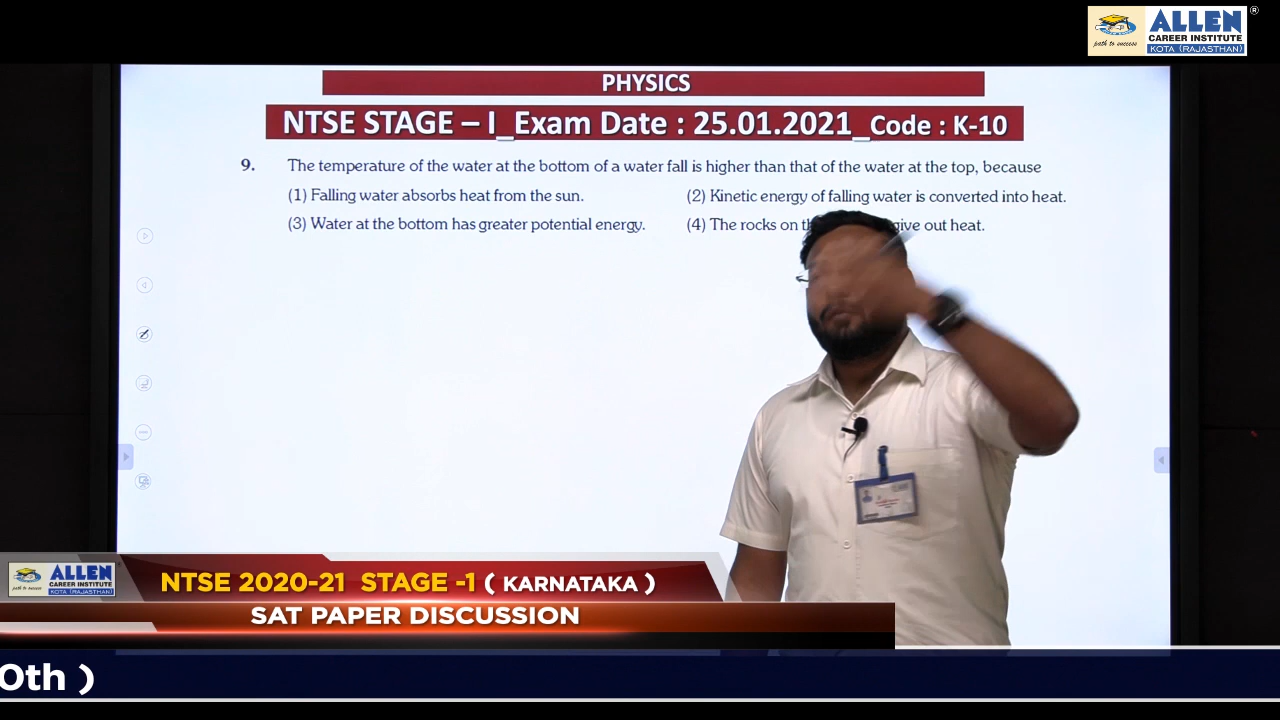 ALLEN
®
CAREER INSTITUTE
path to success
KOTA (RAJASTHAN)
PHYSICS
NTSE STAGE – I_Exam Date : 25.01.2021_Code : K-10
9. The temperature of the water at the bottom of a water fall is higher than that of the water at the top, because
(1) Falling water absorbs heat from the sun. (2) Kinetic energy of falling water is converted into heat.
(3) Water at the bottom has greater potential energy. (4) The rocks on give out heat.
ALLEN
CAREER INSTITUTE
path to success
KOTA (RAJASTHAN)
NTSE 2020-21 STAGE -1 ( KARNATAKA )
SAT PAPER DISCUSSION
0th )